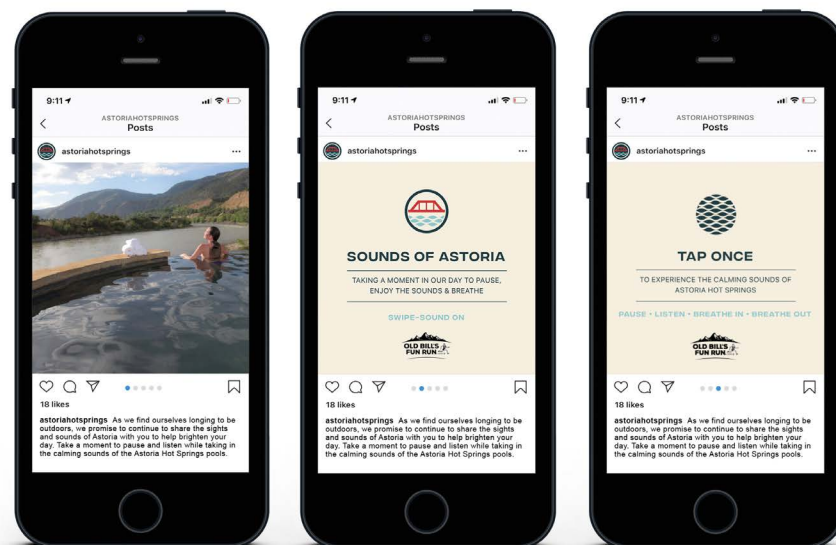 9:11
ASTORIAHOTSPRINGS
Posts
astoriahotsprings
18 likes
astoriahotsprings As we find ourselves longing to be
outdoors, we promise to continue to share the sights
and sounds of Astoria with you to help brighten your
day. Take a moment to pause and listen while taking in
the calming sounds of the Astoria Hot Springs pools.
9:11
ASTORIAHOTSPRINGS
Posts
astoriahotsprings
SOUNDS OF ASTORIA
TAKING A MOMENT IN OUR DAY TO PAUSE,
ENJOY THE SOUNDS & BREATHE
SWIPE-SOUND ON
OLD BILL'S
FUN RUN
18 likes
astoriahotsprings As we find ourselves longing to be
outdoors, we promise to continue to share the sights
and sounds of Astoria with you to help brighten your
day. Take a moment to pause and listen while taking in
the calming sounds of the Astoria Hot Springs pools.
9:11
ASTORIAHOTSPRINGS
Posts
astoriahotsprings
TAP ONCE
TO EXPERIENCE THE CALMING SOUNDS OF
ASTORIA HOT SPRINGS
PAUSE • LISTEN • BREATHE IN • BREATHE OUT
OLD BILL'S
FUN RUN
18 likes
astoriahotsprings As we find ourselves longing to be
outdoors, we promise to continue to share the sights
and sounds of Astoria with you to help brighten your
day. Take a moment to pause and listen while taking in
the calming sounds of the Astoria Hot Springs pools.